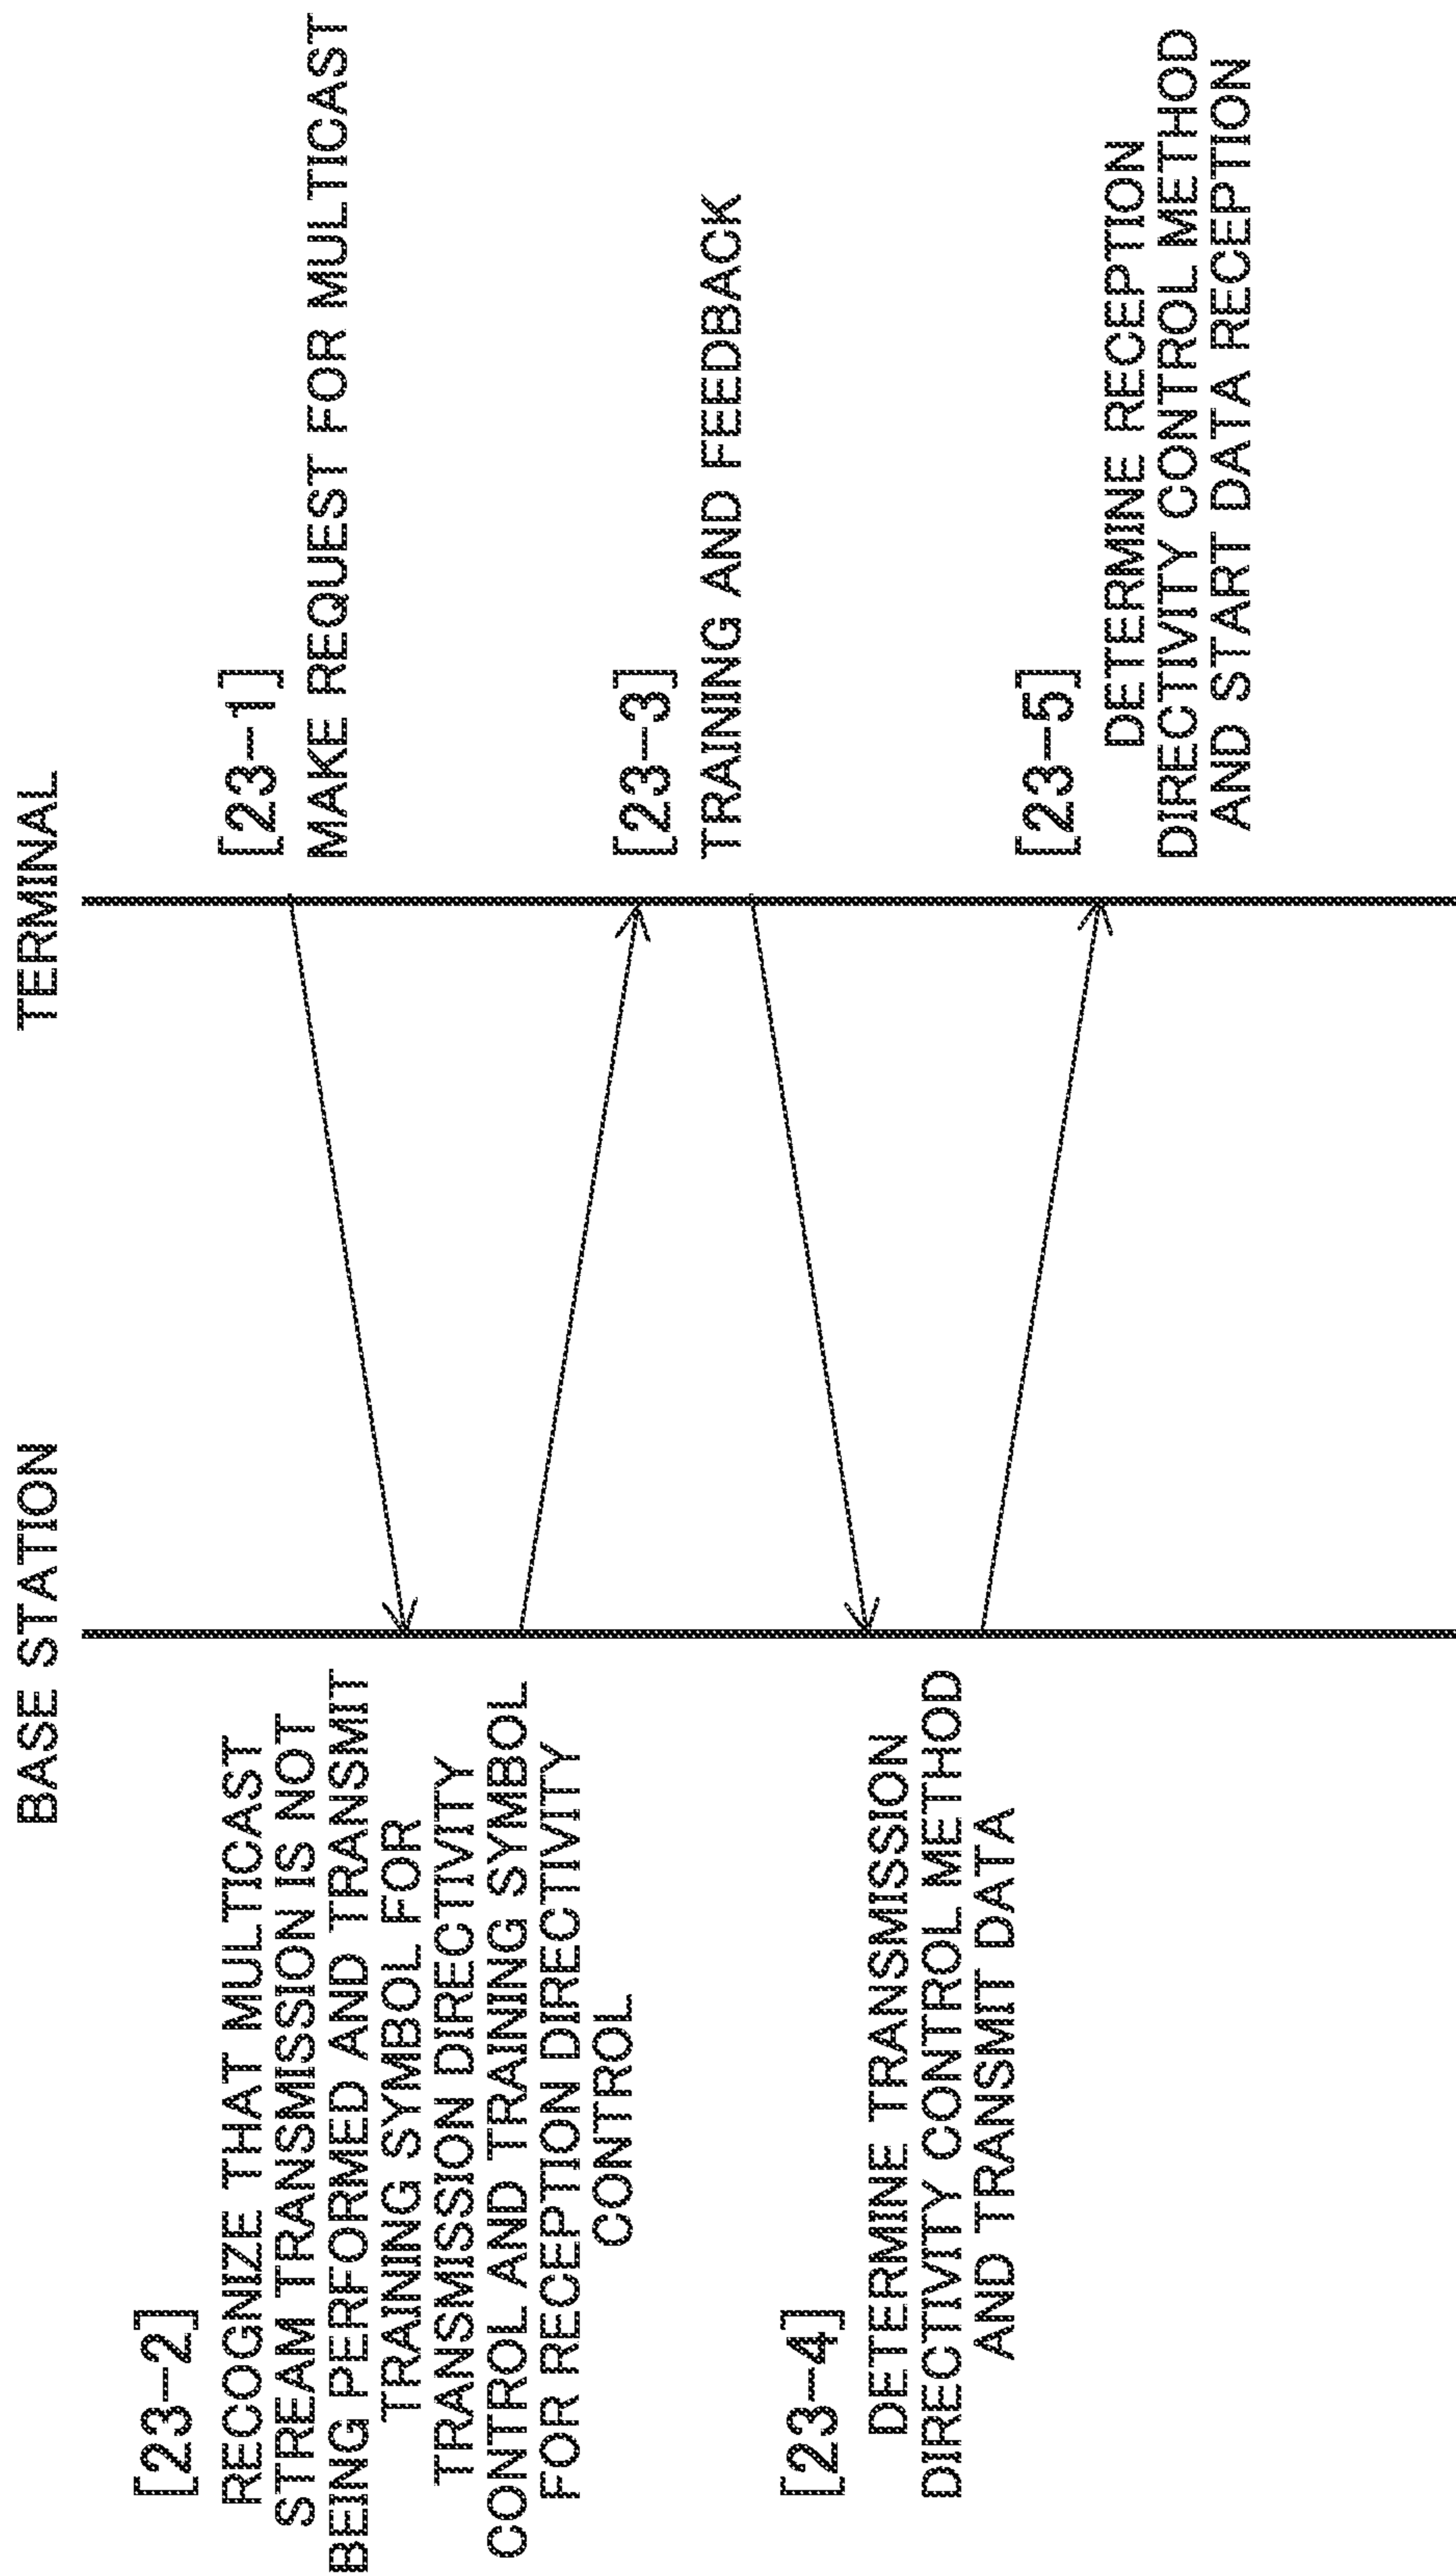 BASE STATION
TERMINAL
[23-1]
MAKE REQUEST FOR MULTICAST
[23-2]
RECOGNIZE THAT MULTICAST
STREAM TRANSMISSION IS NOT
BEING PERFORMED AND TRANSMIT
TRAINING SYMBOL FOR
TRANSMISSION DIRECTIVITY
CONTROL AND TRAINING SYMBOL
FOR RECEPTION DIRECTIVITY
CONTROL
[23-3]
TRAINING AND FEEDBACK
[23-4]
DETERMINE TRANSMISSION
DIRECTIVITY CONTROL METHOD
AND TRANSMIT DATA
[23-5]
DETERMINE RECEPTION
DIRECTIVITY CONTROL METHOD
AND START DATA RECEPTION